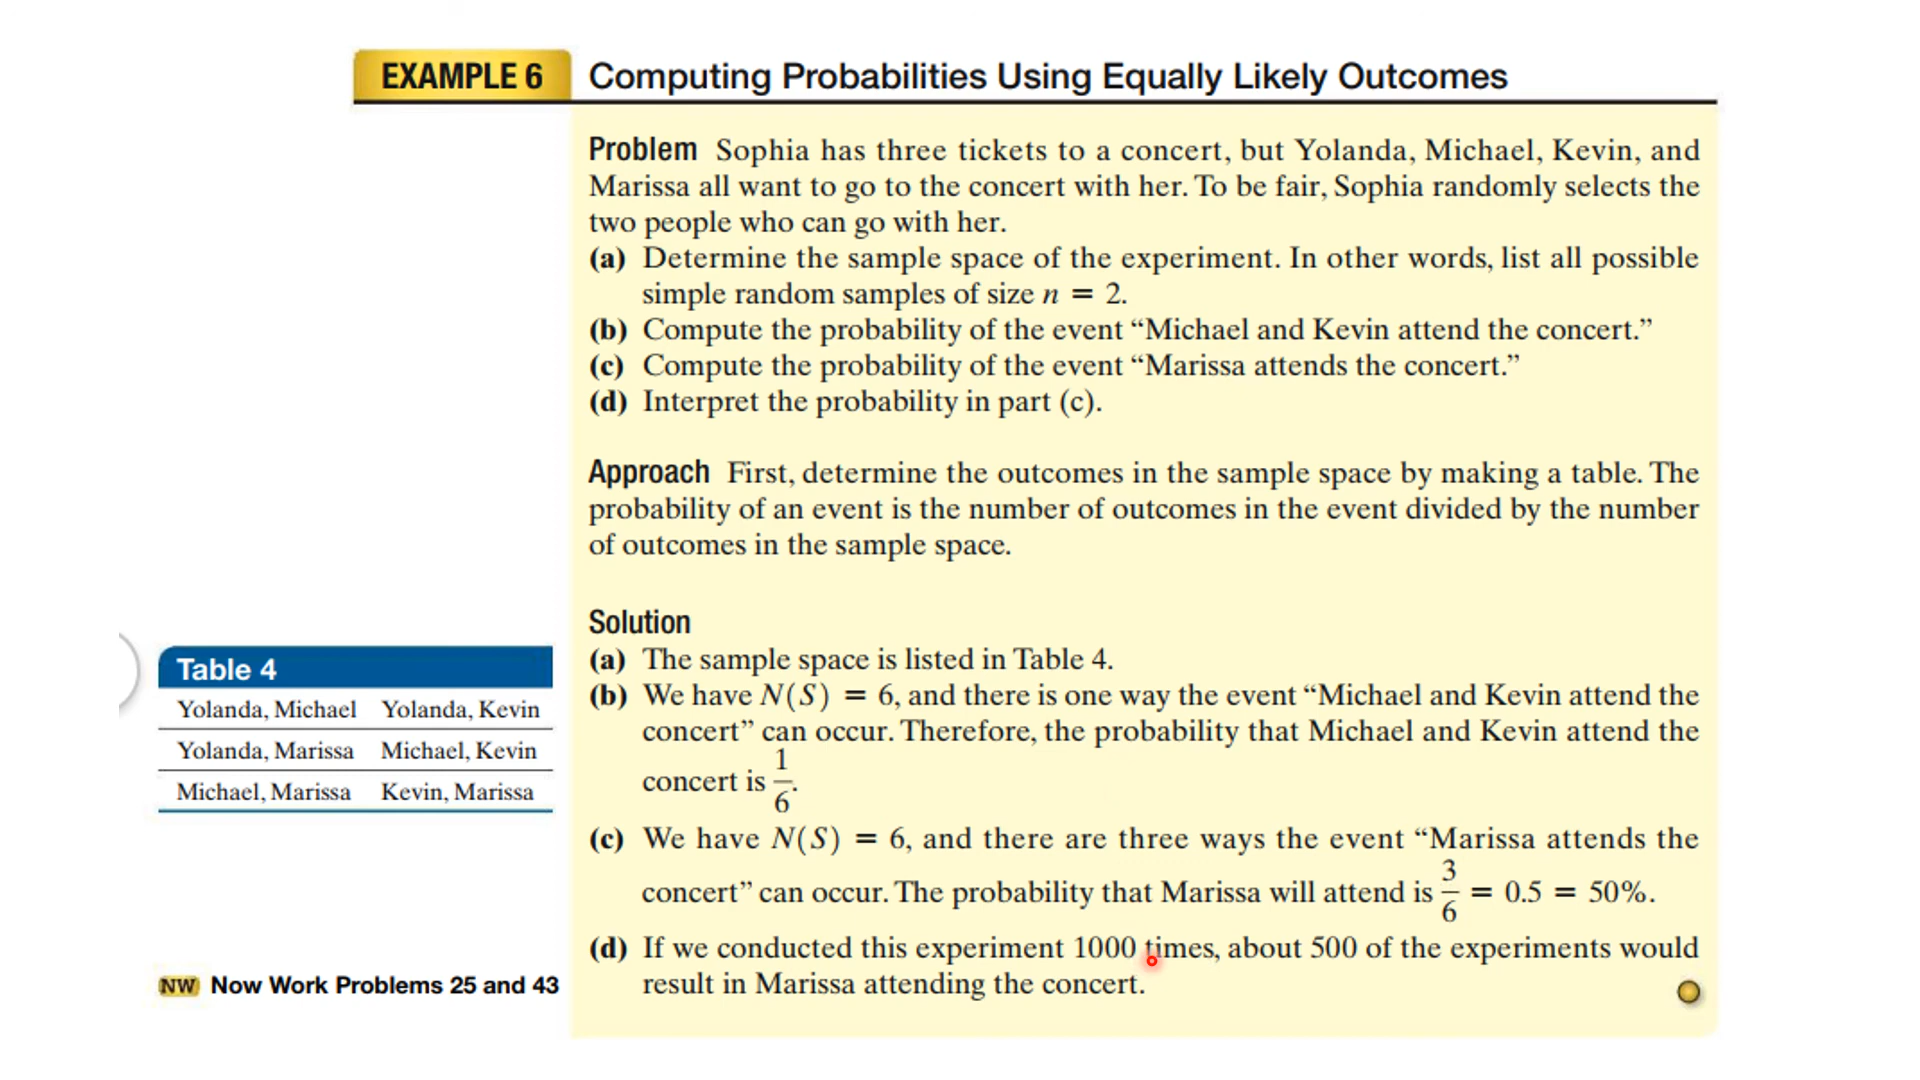 EXAMPLE 6 Computing Probabilities Using Equally Likely Outcomes
Problem Sophia has three tickets to a concert, but Yolanda, Michael, Kevin, and
Marissa all want to go to the concert with her. To be fair, Sophia randomly selects the
two people who can go with her.
(a) Determine the sample space of the experiment. In other words, list all possible
simple random samples of size n = 2.
(b) Compute the probability of the event “Michael and Kevin attend the concert.”
(c) Compute the probability of the event “Marissa attends the concert.”
(d) Interpret the probability in part (c).
Approach First, determine the outcomes in the sample space by making a table. The
probability of an event is the number of outcomes in the event divided by the number
of outcomes in the sample space.
Solution
(a) The sample space is listed in Table 4.
(b) We have N(S) = 6, and there is one way the event “Michael and Kevin attend the
concert” can occur. Therefore, the probability that Michael and Kevin attend the
concert is 1/6.
(c) We have N(S) = 6, and there are three ways the event “Marissa attends the
concert” can occur. The probability that Marissa will attend is 3/6 = 0.5 = 50%.
(d) If we conducted this experiment 1000 times, about 500 of the experiments would
result in Marissa attending the concert.
Table 4
Yolanda, Michael Yolanda, Kevin
Yolanda, Marissa Michael, Kevin
Michael, Marissa Kevin, Marissa
NW Now Work Problems 25 and 43